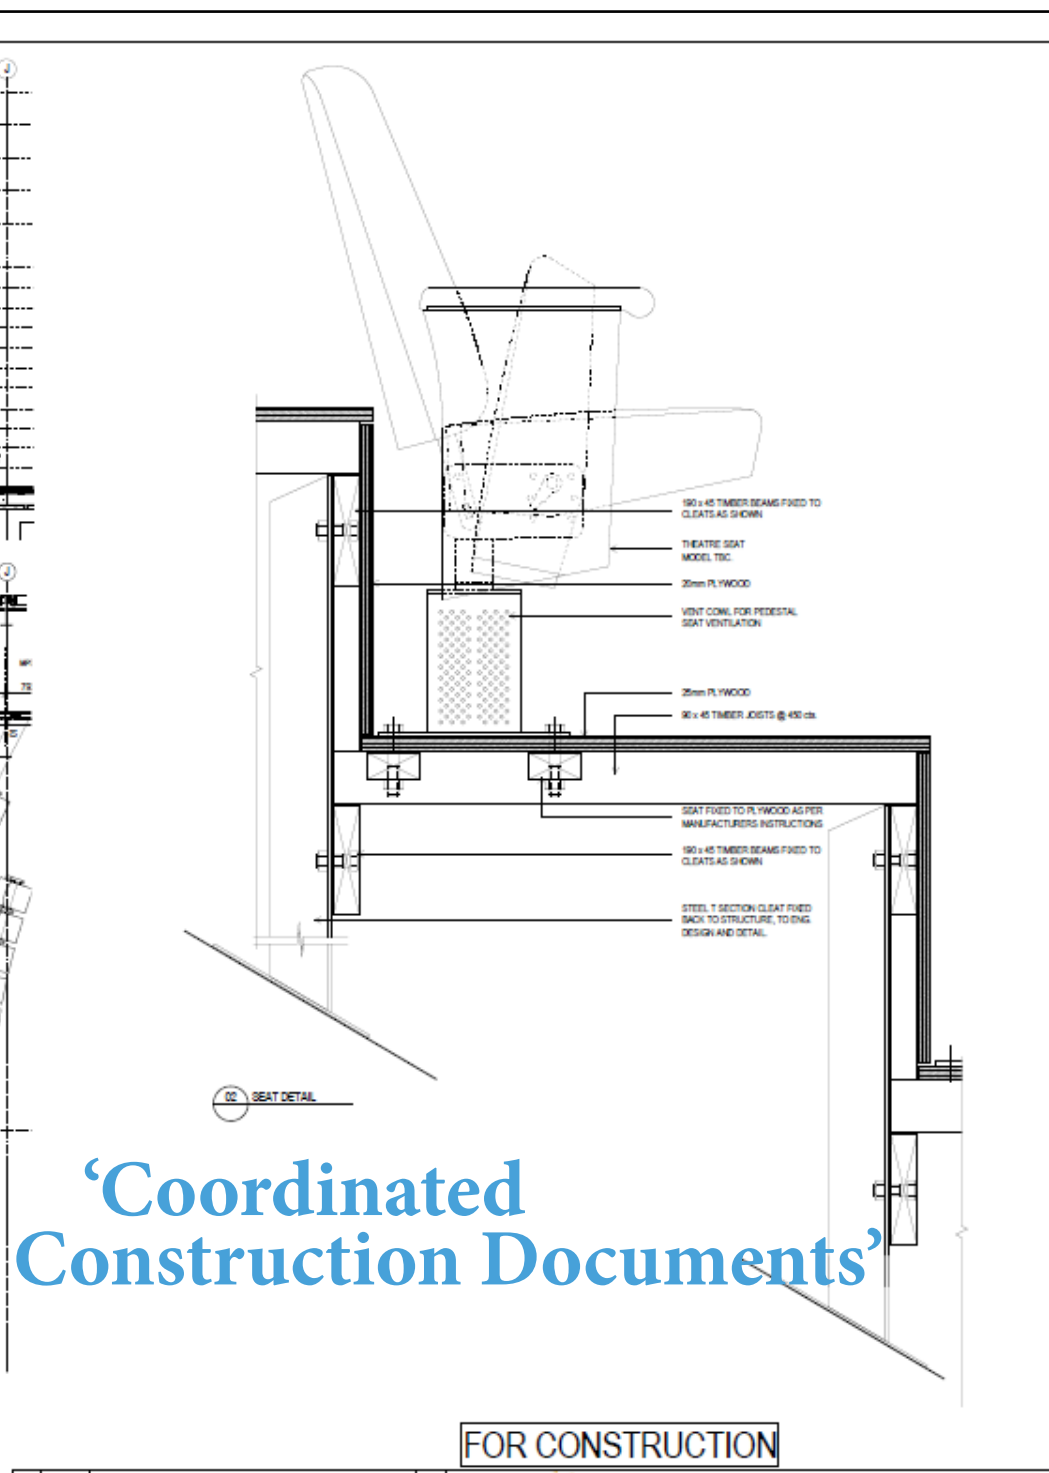 J
190 x 45 TIMBER BEAMS FIXED TO
CLEATS AS SHOWN
THEATRE SEAT
MODEL TBC.
20mm PLYWOOD
VENT COWL FOR PEDESTAL
SEAT VENTILATION
25mm PLYWOOD
90 x 45 TIMBER JOISTS @ 450 cts.
SEAT FIXED TO PLYWOOD AS PER
MANUFACTURERS INSTRUCTIONS
190 x 45 TIMBER BEAMS FIXED TO
CLEATS AS SHOWN
STEEL T SECTION CLEAT FIXED
BACK TO STRUCTURE, TO ENG.
DESIGN AND DETAIL.
J
02 SEAT DETAIL
‘Coordinated
Construction Documents’
FOR CONSTRUCTION